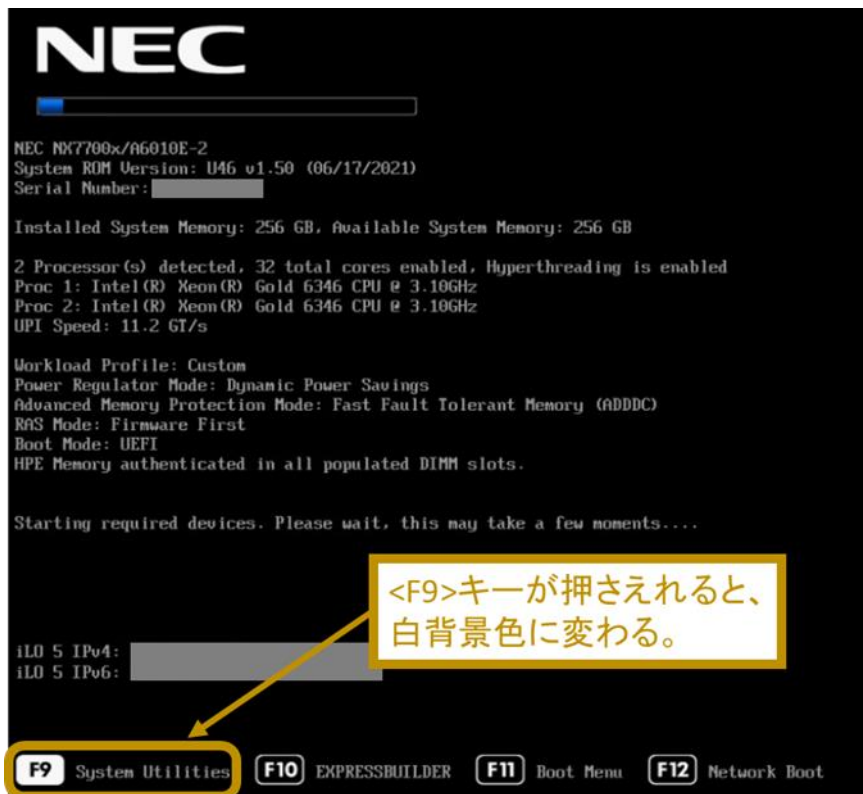 NEC
NEC NX7700x/A6010E-2
System ROM Version: U46 v1.50 (06/17/2021)
Serial Number:
Installed System Memory: 256 GB, Available System Memory: 256 GB
2 Processor(s) detected, 32 total cores enabled, Hyperthreading is enabled
Proc 1: Intel(R) Xeon(R) Gold 6346 CPU @ 3.10GHz
Proc 2: Intel(R) Xeon(R) Gold 6346 CPU @ 3.10GHz
UPI Speed: 11.2 GT/s
Workload Profile: Custom
Power Regulator Mode: Dynamic Power Savings
Advanced Memory Protection Mode: Fast Fault Tolerant Memory (ADDDC)
RAS Mode: Firmware First
Boot Mode: UEFI
HPE Memory authenticated in all populated DIMM slots.
Starting required devices. Please wait, this may take a few moments....
<F9>キーが押さえれると、
白背景色に変わる。
iLO 5 IPv4:
iLO 5 IPv6:
F9 System Utilities F10 EXPRESSBUILDER F11 Boot Menu F12 Network Boot